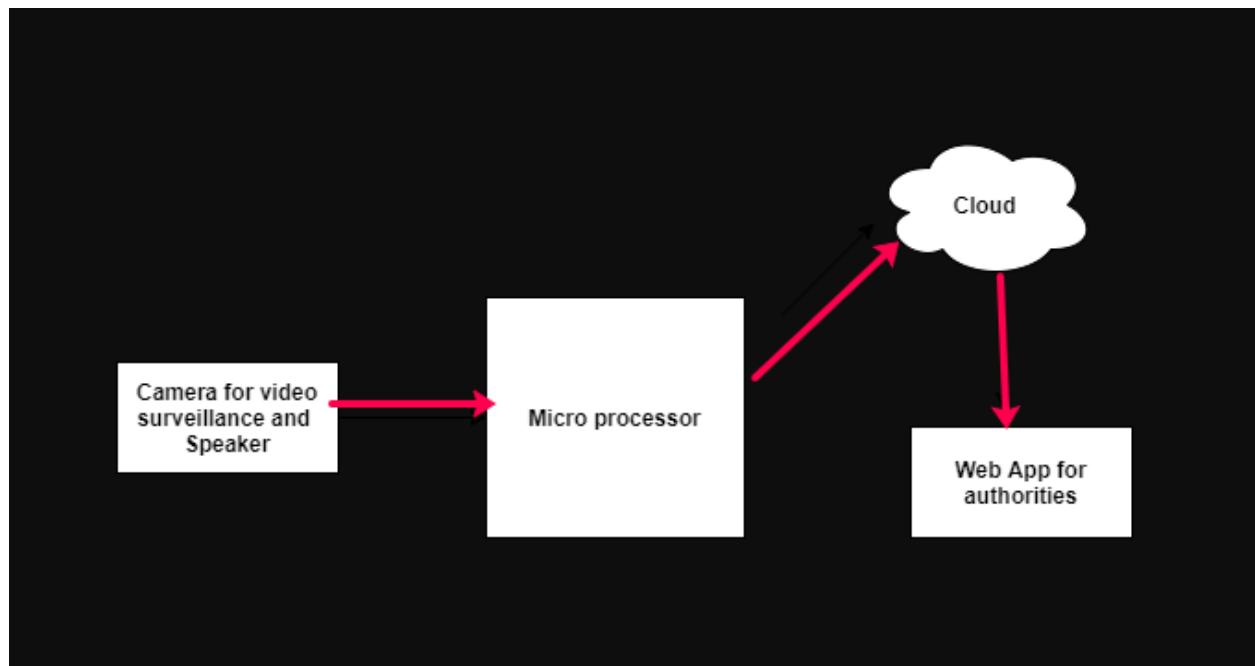 Cloud
Camera for video
surveillance and
Speaker
Micro processor
Web App for
authorities